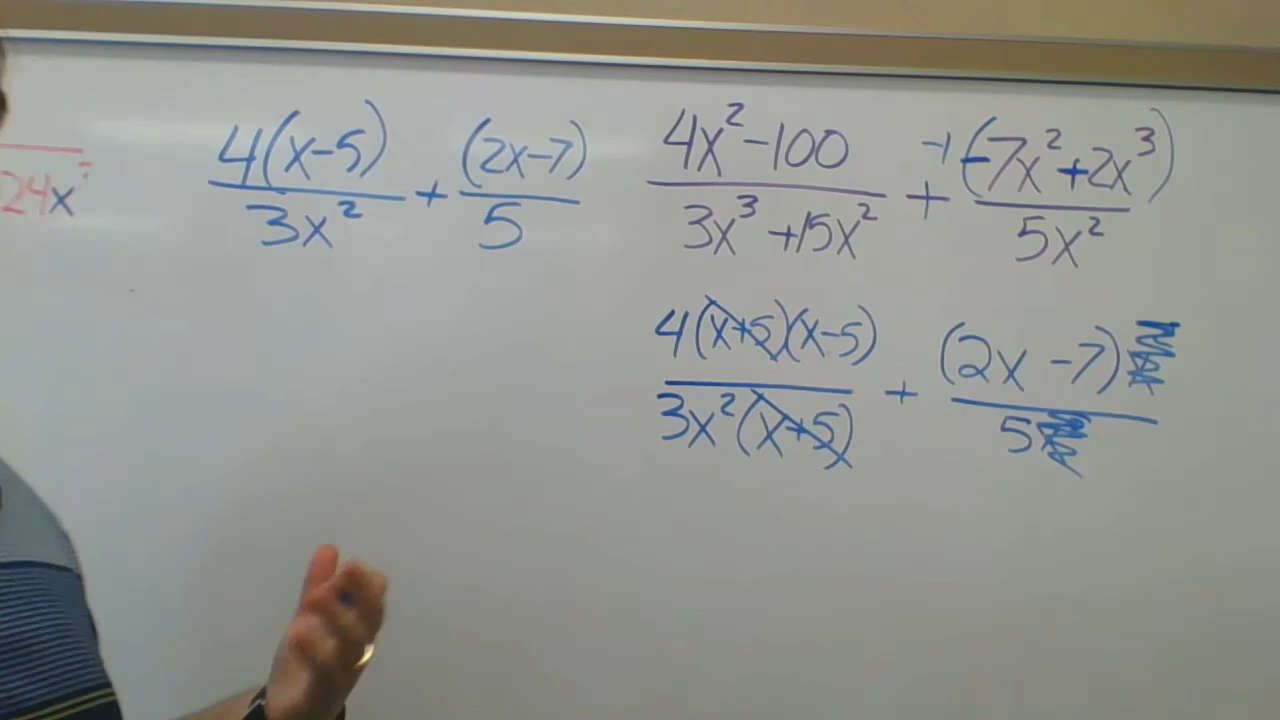 24x
4(x-5)/3x² + (2x-7)/5
4x²-100/3x³+15x² + -1(-7x²+2x³)/5x²
4(x+5)(x-5)/3x²(x+5) + (2x-7)/5